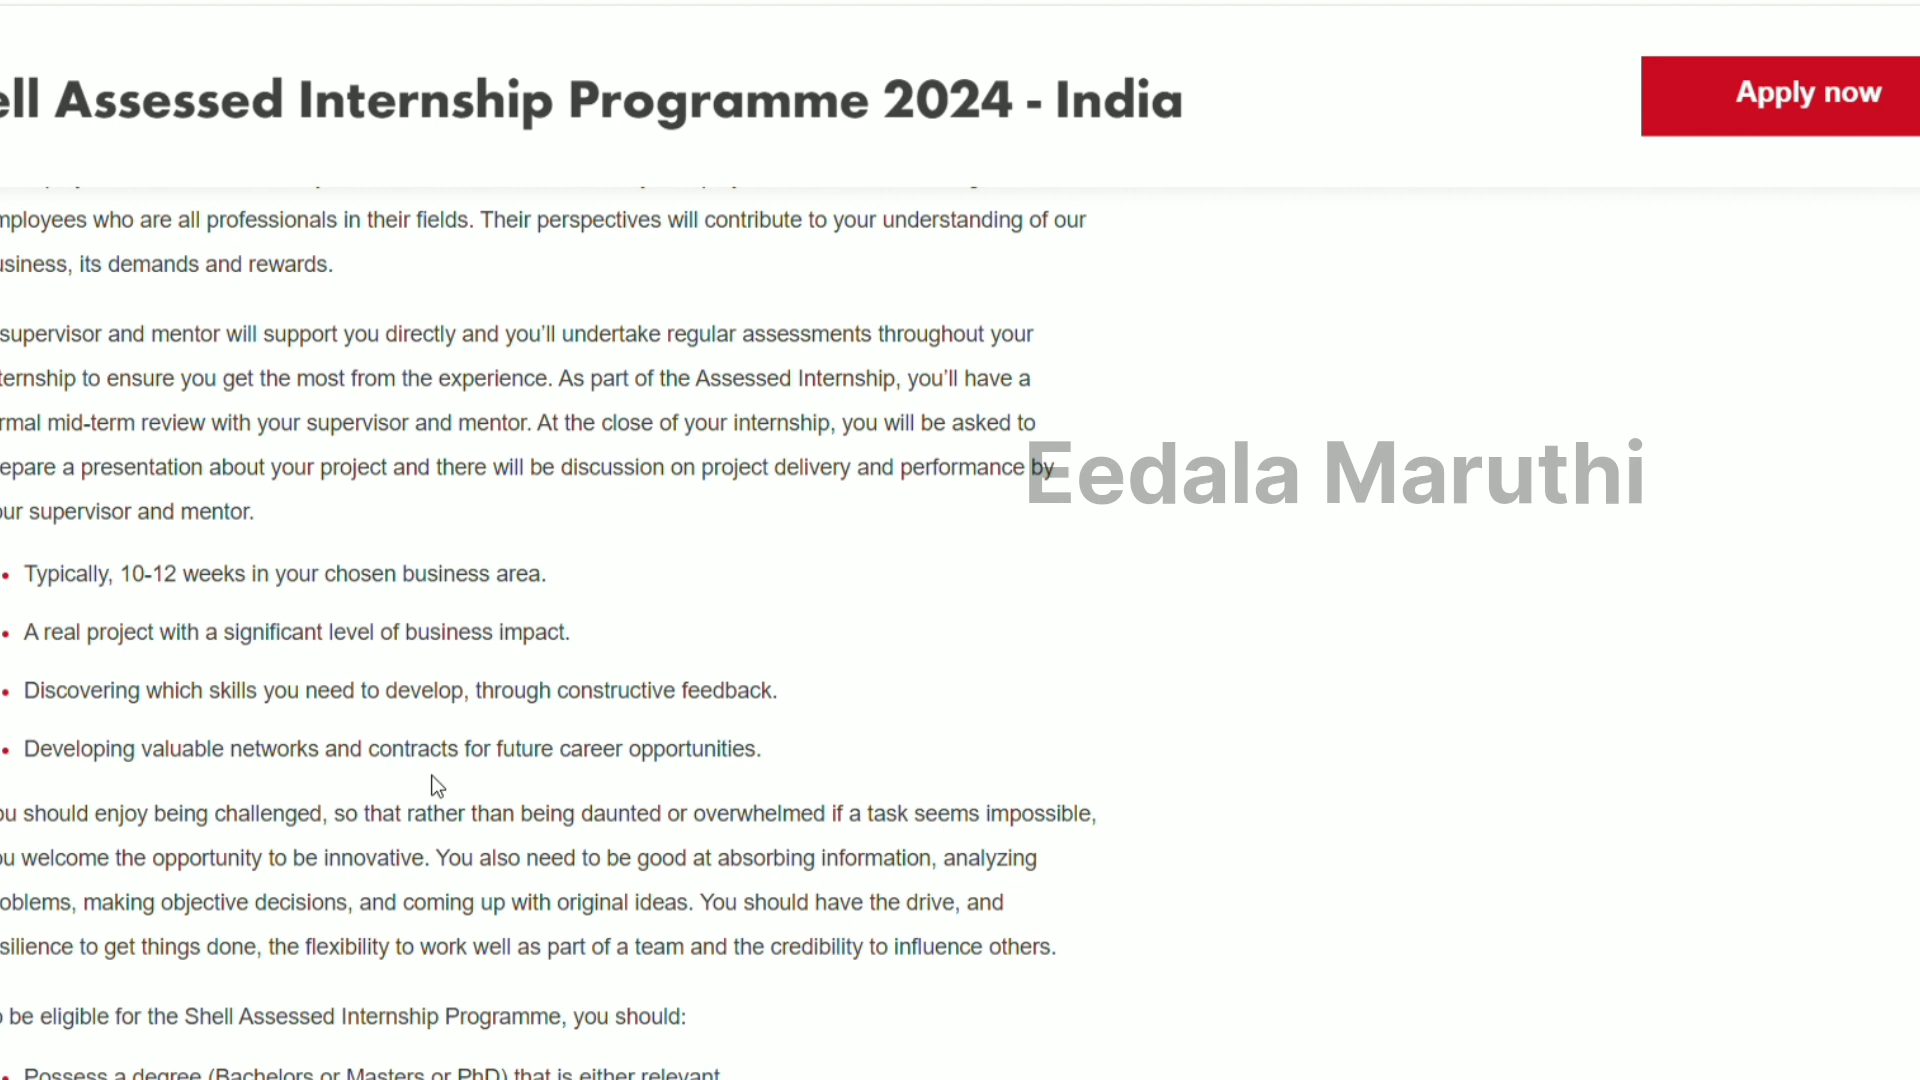 ell Assessed Internship Programme 2024 - India
Apply now
mployees who are all professionals in their fields. Their perspectives will contribute to your understanding of our
usiness, its demands and rewards.
supervisor and mentor will support you directly and you’ll undertake regular assessments throughout your
ternship to ensure you get the most from the experience. As part of the Assessed Internship, you’ll have a
rmal mid-term review with your supervisor and mentor. At the close of your internship, you will be asked to
epare a presentation about your project and there will be discussion on project delivery and performance by
our supervisor and mentor.
Eedala Maruthi
• Typically, 10-12 weeks in your chosen business area.
• A real project with a significant level of business impact.
• Discovering which skills you need to develop, through constructive feedback.
• Developing valuable networks and contracts for future career opportunities.
ou should enjoy being challenged, so that rather than being daunted or overwhelmed if a task seems impossible,
ou welcome the opportunity to be innovative. You also need to be good at absorbing information, analyzing
oblems, making objective decisions, and coming up with original ideas. You should have the drive, and
silience to get things done, the flexibility to work well as part of a team and the credibility to influence others.
o be eligible for the Shell Assessed Internship Programme, you should:
• Possess a degree (Bachelors or Masters or PhD) that is either relevant